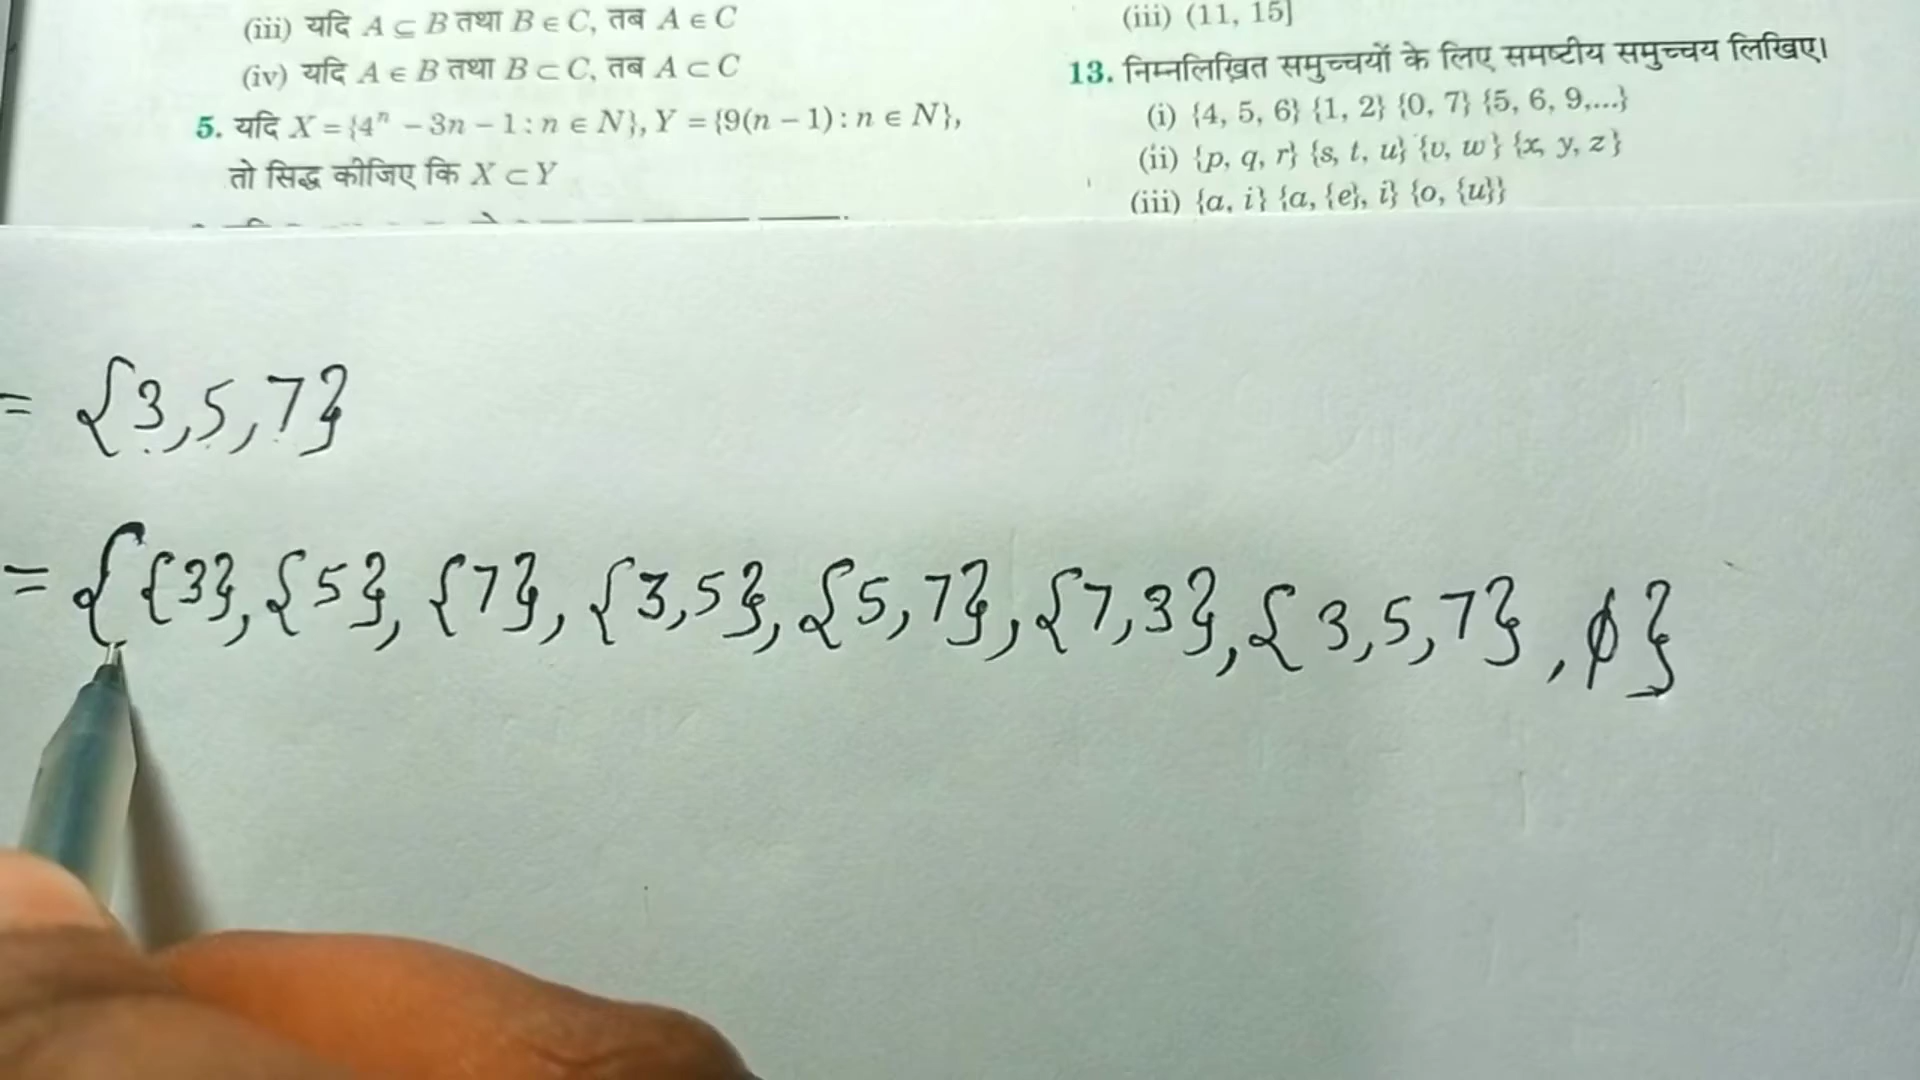 (iii) यदि A ⊆ B तथा B ∈ C, तब A ∈ C
(iv) यदि A ∈ B तथा B ⊂ C, तब A ⊂ C
5. यदि X = {4ⁿ − 3n − 1 : n ∈ N}, Y = {9(n − 1) : n ∈ N},
तो सिद्ध कीजिए कि X ⊂ Y
(iii) (11, 15]
13. निम्नलिखित समुच्चयों के लिए समष्टीय समुच्चय लिखिए।
(i) {4, 5, 6} {1, 2} {0, 7} {5, 6, 9,...}
(ii) {p, q, r} {s, t, u} {v, w} {x, y, z}
(iii) {a, i} {a, {e}, i} {o, {u}}
= {3,5,7}
= {{3},{5},{7},{3,5},{5,7},{7,3},{3,5,7},ϕ}